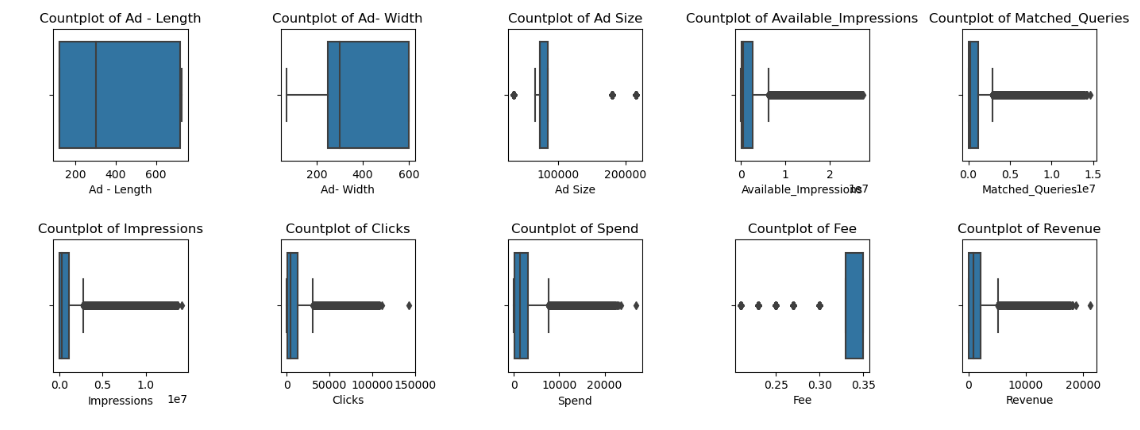 Countplot of Ad - Length
Countplot of Ad- Width
Countplot of Ad Size
Countplot of Available_Impressions
Countplot of Matched_Queries
200 400 600
200 400 600
100000 200000
0 1 2
0.0 0.5 1.0 1.5
Ad - Length
Ad- Width
Ad Size
Available_Impressions
1e7
Matched_Queries
1e7
Countplot of Impressions
Countplot of Clicks
Countplot of Spend
Countplot of Fee
Countplot of Revenue
0.0 0.5 1.0
0 50000 100000 150000
0 10000 20000
0.25 0.30 0.35
0 10000 20000
Impressions
1e7
Clicks
Spend
Fee
Revenue